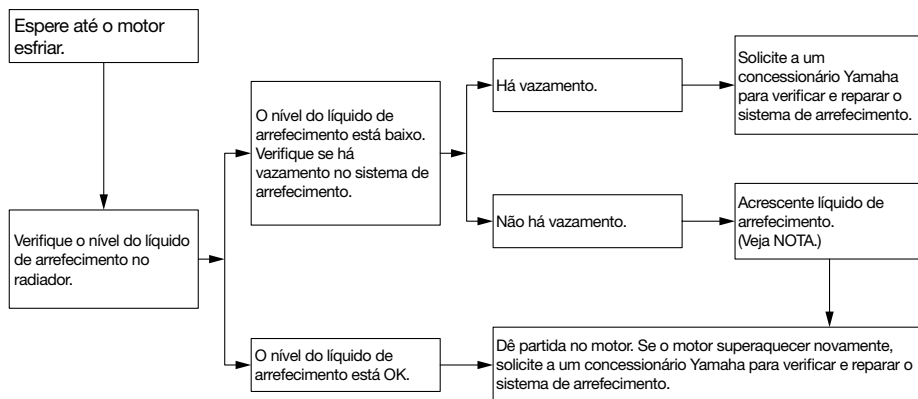 Espere até o motor
esfriar.
Verifique o nível do líquido
de arrefecimento no
radiador.
O nível do líquido de
arrefecimento está baixo.
Verifique se há
vazamento no sistema de
arrefecimento.
Há vazamento.
Solicite a um
concessionário Yamaha
para verificar e reparar o
sistema de arrefecimento.
Não há vazamento.
Acrescente líquido de
arrefecimento.
(Veja NOTA.)
O nível do líquido de
arrefecimento está OK.
Dê partida no motor. Se o motor superaquecer novamente,
solicite a um concessionário Yamaha para verificar e reparar o
sistema de arrefecimento.